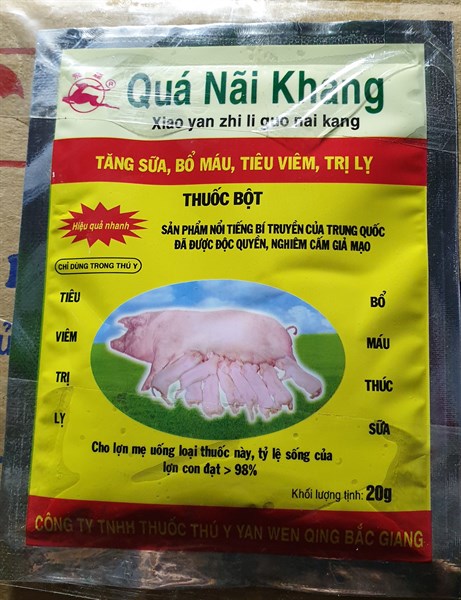 Quá Nãi Khang
Xiao yan zhi li guo nai kang
TĂNG SỮA, BỔ MÁU, TIÊU VIÊM, TRỊ LỴ
THUỐC BỘT
Hiệu quả nhanh
SẢN PHẨM NỔI TIẾNG BÍ TRUYỀN CỦA TRUNG QUỐC
ĐÃ ĐƯỢC ĐỘC QUYỀN, NGHIÊM CẤM GIẢ MẠO
CHỈ DÙNG TRONG THÚ Y
TIÊU
VIÊM
TRỊ
LỴ
BỔ
MÁU
THÚC
SỮA
Cho lợn mẹ uống loại thuốc này, tỷ lệ sống của
lợn con đạt > 98%
Khối lượng tịnh: 20g
CÔNG TY TNHH THUỐC THÚ Y YAN WEN QING BẮC GIANG